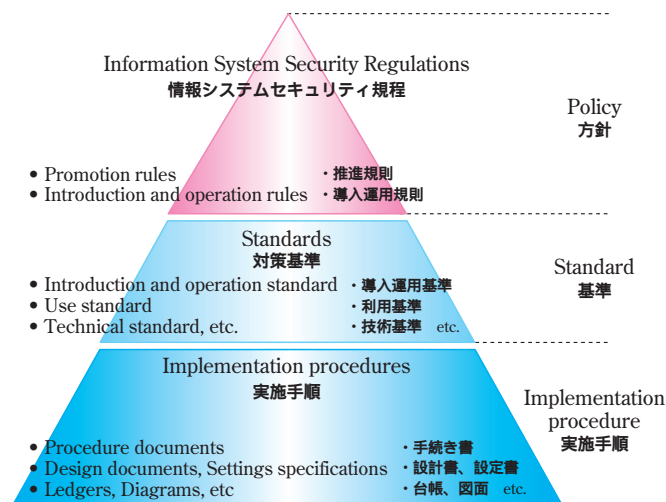 Information System Security Regulations
情報システムセキュリティ規程
Policy
方針
• Promotion rules ・推進規則
• Introduction and operation rules ・導入運用規則
Standards
対策基準
Standard
基準
• Introduction and operation standard ・導入運用基準
• Use standard ・利用基準
• Technical standard, etc. ・技術基準 etc.
Implementation procedures
実施手順
Implementation
procedure
実施手順
• Procedure documents ・手続き書
• Design documents, Settings specifications ・設計書、設定書
• Ledgers, Diagrams, etc ・台帳、図面 etc.